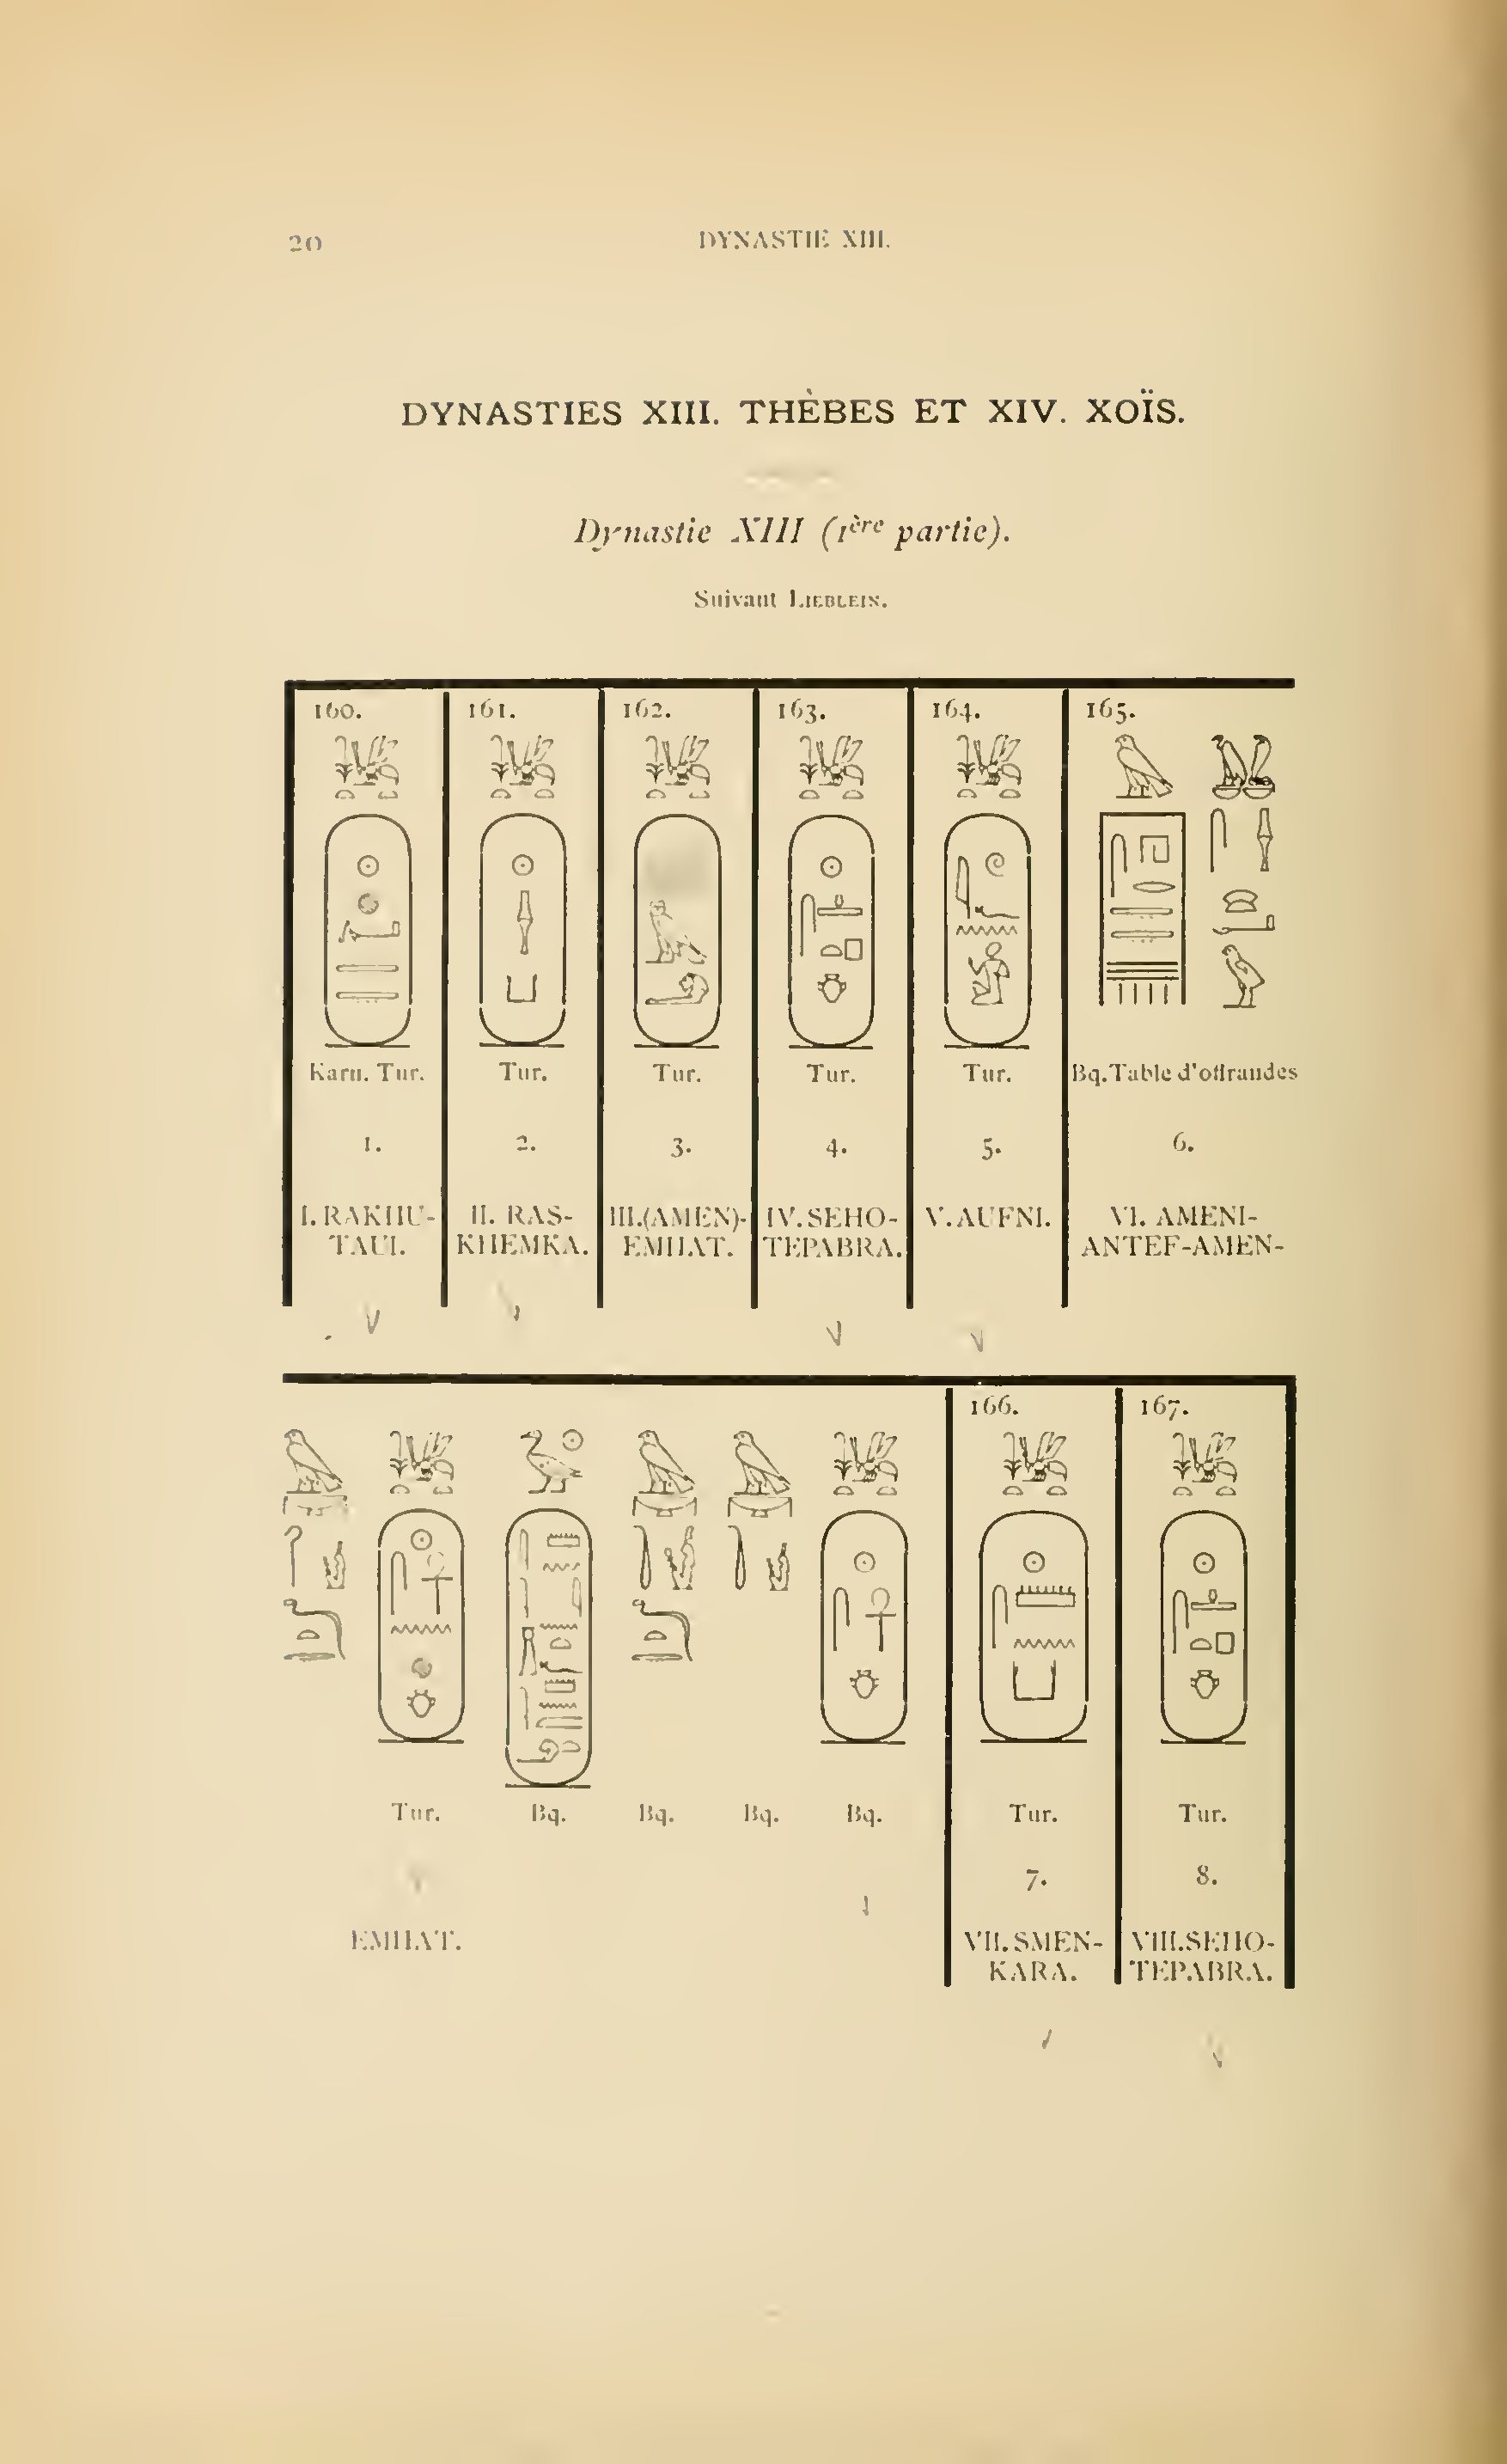 20 DYNASTIE XIII.
DYNASTIES XIII. THÈBES ET XIV. XOÏS.
Dynastie XIII (1ère partie).
Suivant LIEBLEIN.
160. 161. 162. 163. 164. 165.
Karn. Tur. Tur. Tur. Tur. Tur. Bq. Table d'offrandes
1. 2. 3. 4. 5. 6.
I. RAKHU- II. RAS- III. (AMEN)- IV. SEHO- V. AUFNI. VI. AMENI-
TAUI. KHEMKA. EMHAT. TEPABRA. ANTEF-AMEN-
166. 167.
Tur. Bq. Bq. Bq. Bq. Tur. Tur.
7. 8.
EMHAT. VII. SMEN- VIII. SEHO-
KARA. TEPABRA.